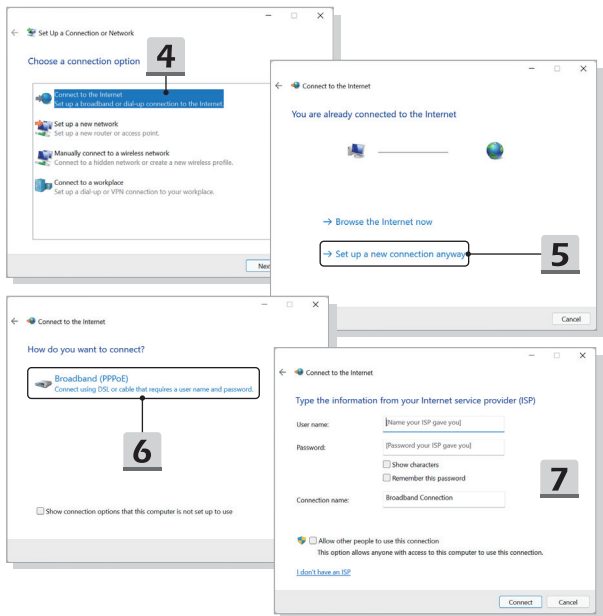 Set Up a Connection or Network
Choose a connection option
4
Connect to the Internet
Set up a broadband or dial-up connection to the Internet.
Set up a new network
Set up a new router or access point.
Manually connect to a wireless network
Connect to a hidden network or create a new wireless profile.
Connect to a workplace
Set up a dial-up or VPN connection to your workplace.
Connect to the Internet
You are already connected to the Internet
→ Browse the Internet now
→ Set up a new connection anyway
5
Cancel
Connect to the Internet
How do you want to connect?
Broadband (PPPoE)
Connect using DSL or cable that requires a user name and password.
6
Show connection options that this computer is not set up to use
Connect to the Internet
Type the information from your Internet service provider (ISP)
User name: [Name your ISP gave you]
Password: [Password your ISP gave you]
Show characters
Remember this password
7
Connection name: Broadband Connection
Allow other people to use this connection
This option allows anyone with access to this computer to use this connection.
I don't have an ISP
Connect Cancel